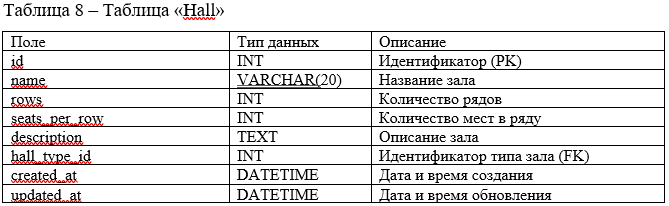 Таблица 8 – Таблица «Hall»
Поле Тип данных Описание
id INT Идентификатор (PK)
name VARCHAR(20) Название зала
rows INT Количество рядов
seats_per_row INT Количество мест в ряду
description TEXT Описание зала
hall_type_id INT Идентификатор типа зала (FK)
created_at DATETIME Дата и время создания
updated_at DATETIME Дата и время обновления